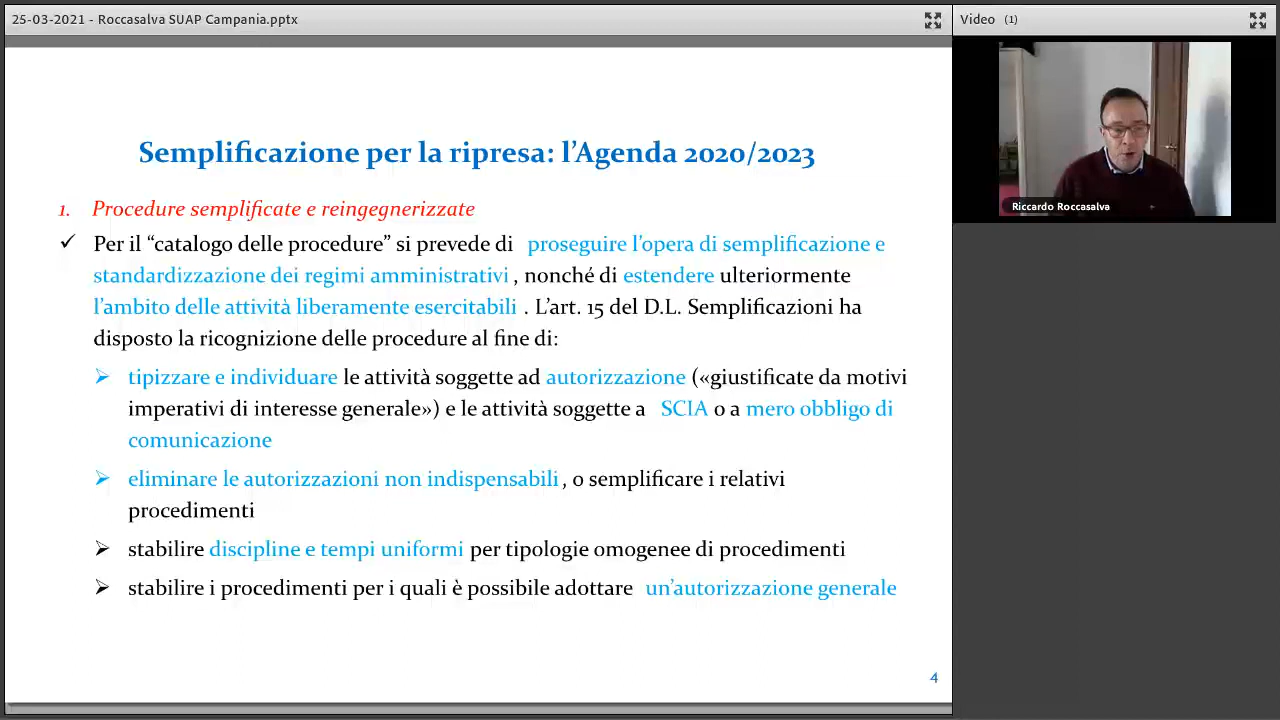 25-03-2021 - Roccasalva SUAP Campania.pptx
Video (1)
Riccardo Roccasalva
Semplificazione per la ripresa: l’Agenda 2020/2023
1. Procedure semplificate e reingegnerizzate
✓ Per il “catalogo delle procedure” si prevede di proseguire l’opera di semplificazione e
standardizzazione dei regimi amministrativi, nonché di estendere ulteriormente
l’ambito delle attività liberamente esercitabili. L’art. 15 del D.L. Semplificazioni ha
disposto la ricognizione delle procedure al fine di:
➢ tipizzare e individuare le attività soggette ad autorizzazione («giustificate da motivi
imperativi di interesse generale») e le attività soggette a SCIA o a mero obbligo di
comunicazione
➢ eliminare le autorizzazioni non indispensabili, o semplificare i relativi
procedimenti
➢ stabilire discipline e tempi uniformi per tipologie omogenee di procedimenti
➢ stabilire i procedimenti per i quali è possibile adottare un’autorizzazione generale
4